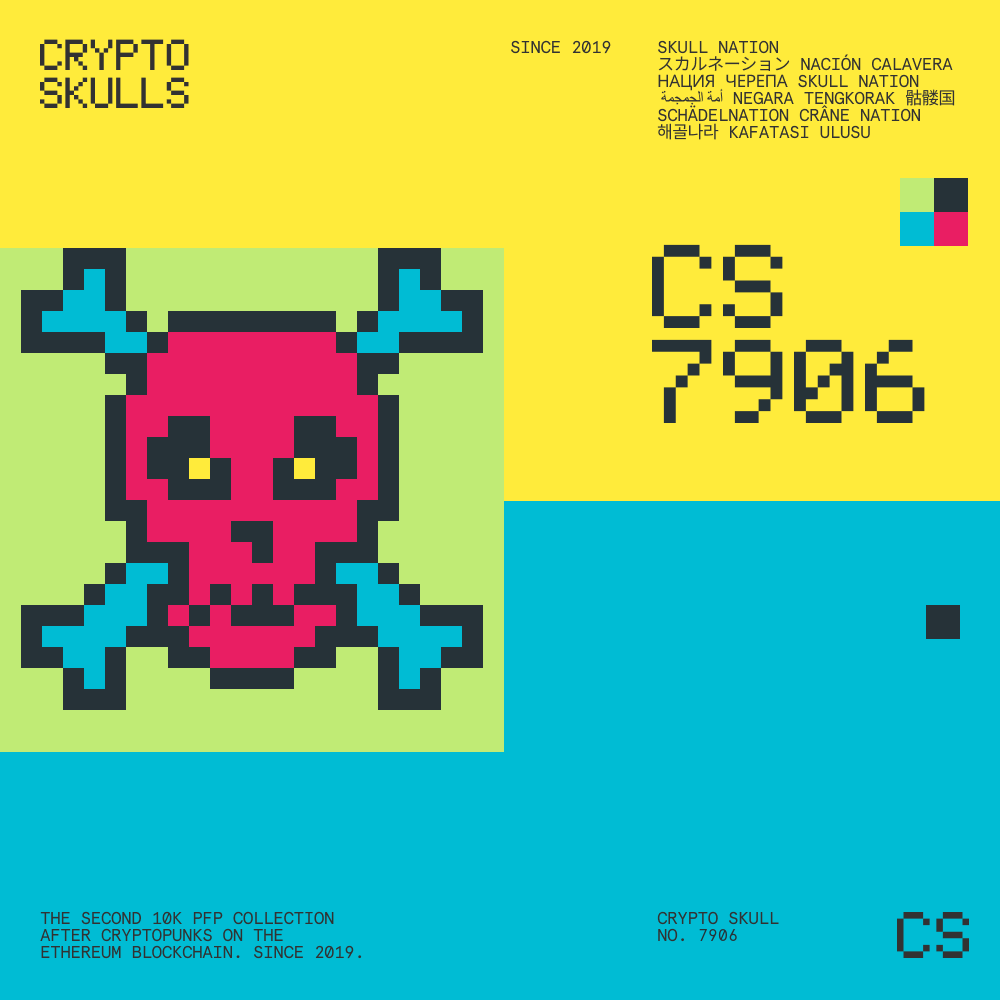 CRYPTO
SKULLS
SINCE 2019
SKULL NATION
スカルネーション NACIÓN CALAVERA
НАЦИЯ ЧЕРЕПА SKULL NATION
أمة الجمجمة NEGARA TENGKORAK 骷髅国
SCHÄDELNATION CRÂNE NATION
해골나라 KAFATASI ULUSU
CS
7906
THE SECOND 10K PFP COLLECTION
AFTER CRYPTOPUNKS ON THE
ETHEREUM BLOCKCHAIN. SINCE 2019.
CRYPTO SKULL
NO. 7906
CS